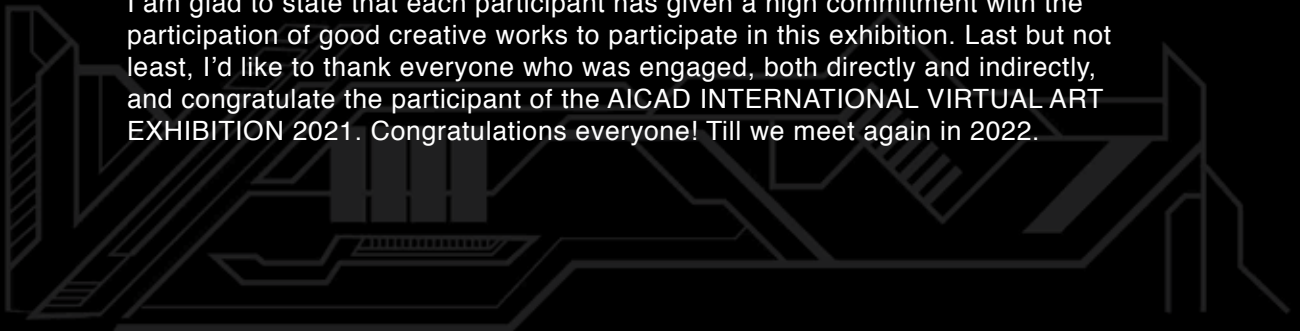 I am glad to state that each participant has given a high commitment with the
participation of good creative works to participate in this exhibition. Last but not
least, I’d like to thank everyone who was engaged, both directly and indirectly,
and congratulate the participant of the AICAD INTERNATIONAL VIRTUAL ART
EXHIBITION 2021. Congratulations everyone! Till we meet again in 2022.